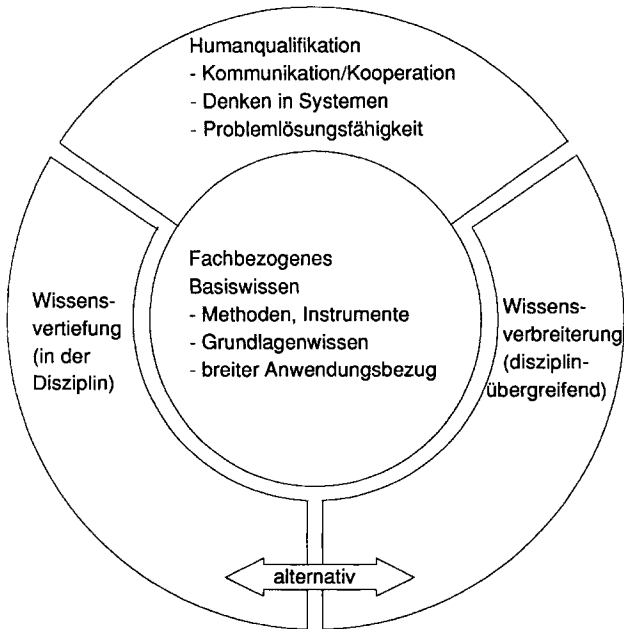 Humanqualifikation
- Kommunikation/Kooperation
- Denken in Systemen
- Problemlösungsfähigkeit
Fachbezogenes
Basiswissen
- Methoden, Instrumente
- Grundlagenwissen
- breiter Anwendungsbezug
Wissens-
vertiefung
(in der
Disziplin)
Wissens-
verbreiterung
(disziplin-
übergreifend)
alternativ